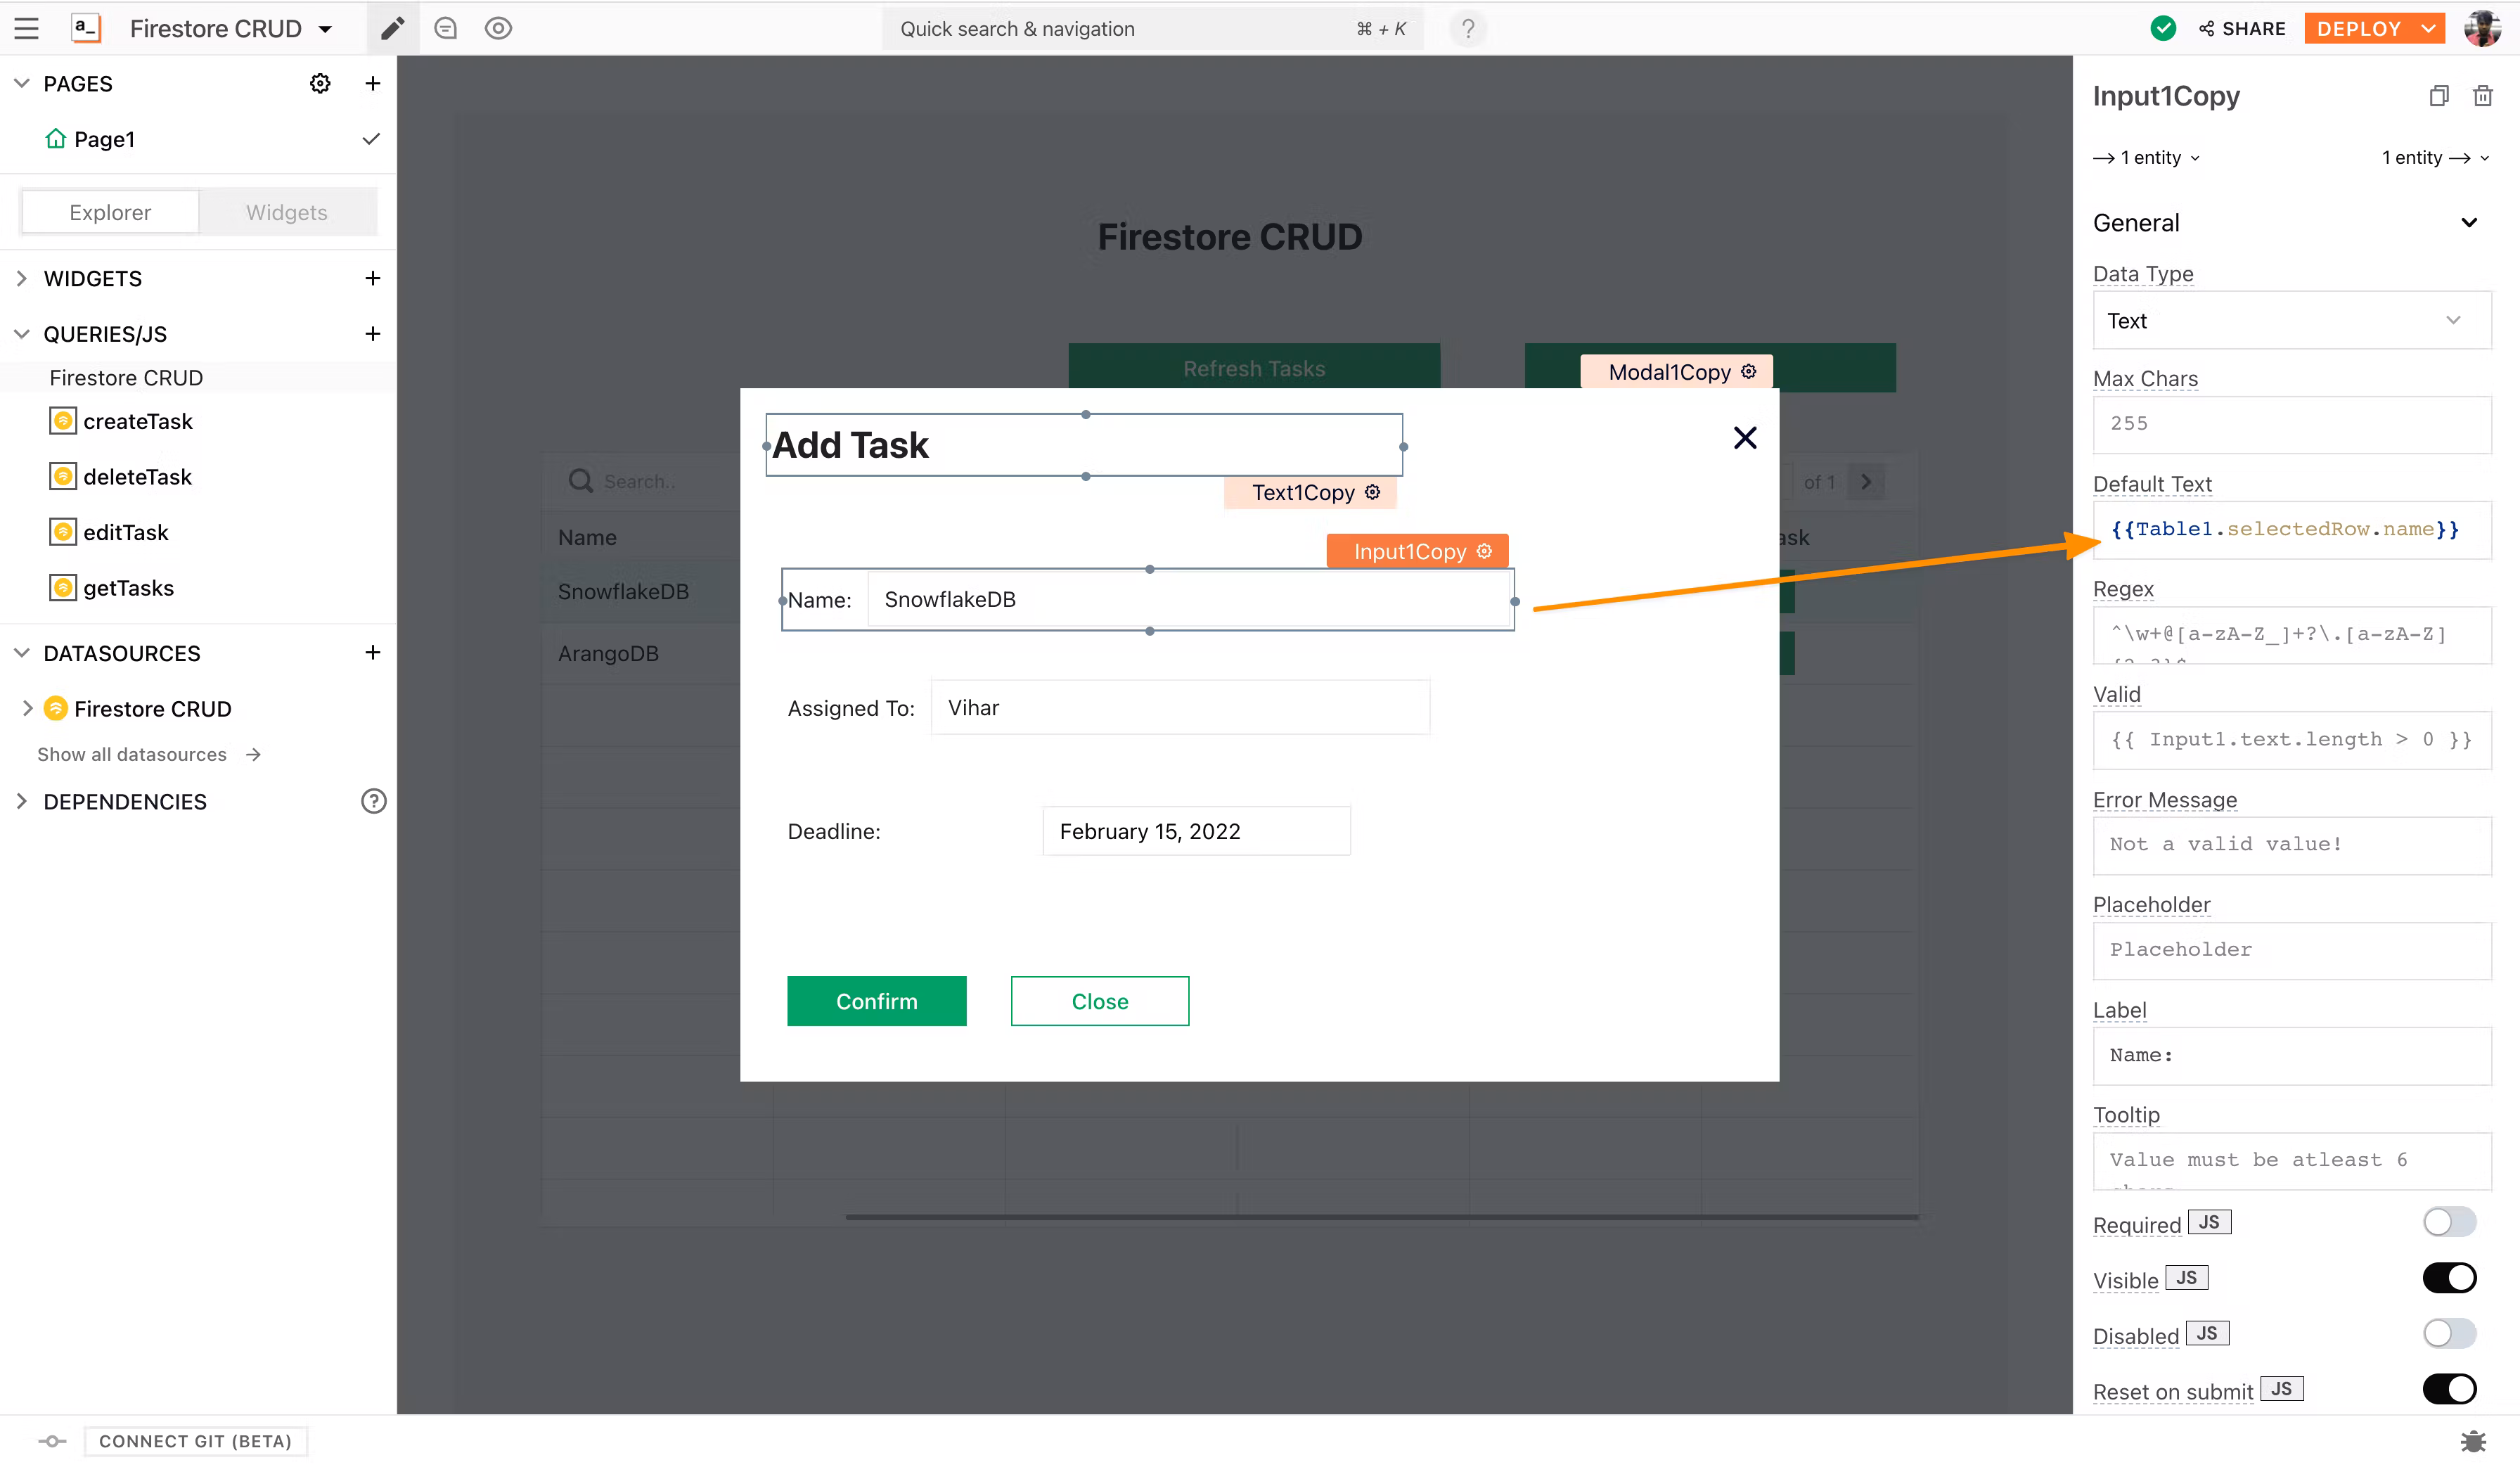 a_ Firestore CRUD
Quick search & navigation ⌘ + K
?
SHARE
DEPLOY
PAGES
Page1
Explorer
Widgets
WIDGETS
QUERIES/JS
Firestore CRUD
createTask
deleteTask
editTask
getTasks
DATASOURCES
Firestore CRUD
Show all datasources →
DEPENDENCIES
?
CONNECT GIT (BETA)
Firestore CRUD
Refresh Tasks
Modal1Copy
Search..
of 1
Name
SnowflakeDB
ArangoDB
Add Task
Text1Copy
Input1Copy
Name: SnowflakeDB
Assigned To: Vihar
Deadline: February 15, 2022
Confirm
Close
Input1Copy
→ 1 entity
1 entity →
General
Data Type
Text
Max Chars
255
Default Text
{{Table1.selectedRow.name}}
Regex
^\w+@[a-zA-Z_]+?\.[a-zA-Z]
Valid
{{ Input1.text.length > 0 }}
Error Message
Not a valid value!
Placeholder
Placeholder
Label
Name:
Tooltip
Value must be atleast 6
Required JS
Visible JS
Disabled JS
Reset on submit JS